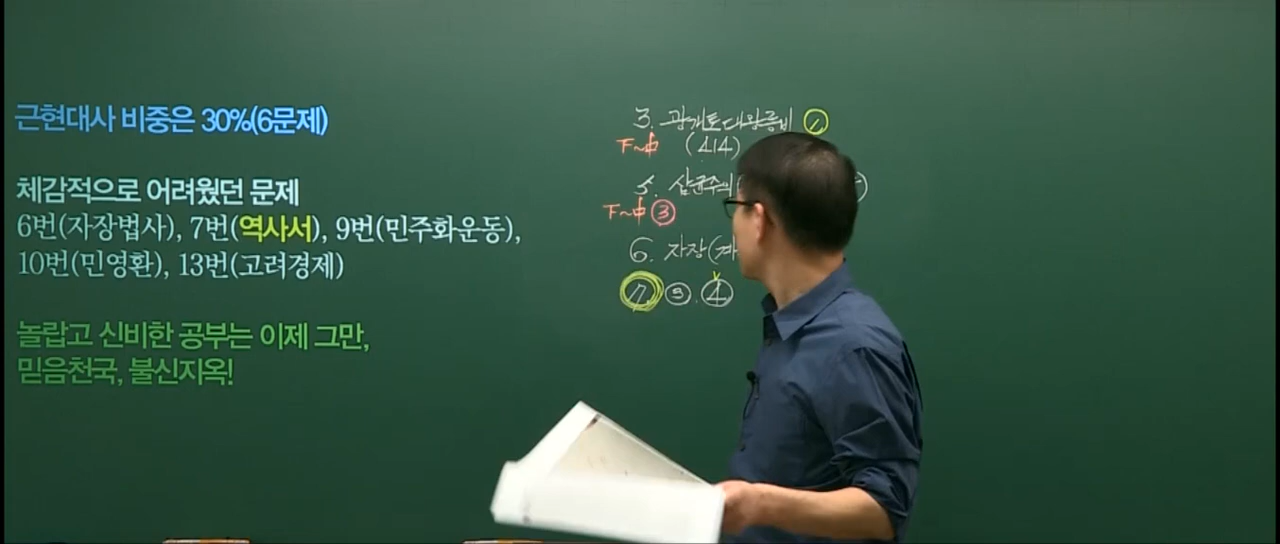 근현대사 비중은 30%(6문제)
체감적으로 어려웠던 문제
6번(자장법사), 7번(역사서), 9번(민주화운동),
10번(민영환), 13번(고려경제)
놀랍고 신비한 공부는 이제 그만,
믿음천국, 불신지옥!
3. 광개토대왕릉비 ①
下~中 (414)
5. 삼균주의(
下~中 ③
6. 자장(
⑦. ⑨. ④